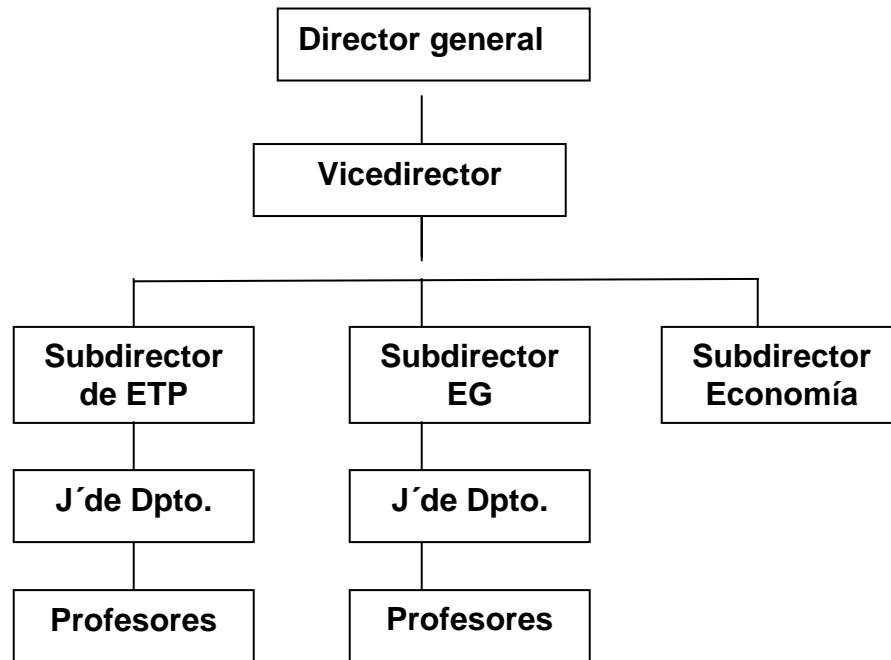 Director general
Vicedirector
Subdirector
de ETP
Subdirector
EG
Subdirector
Economía
J´de Dpto.
J´de Dpto.
Profesores
Profesores